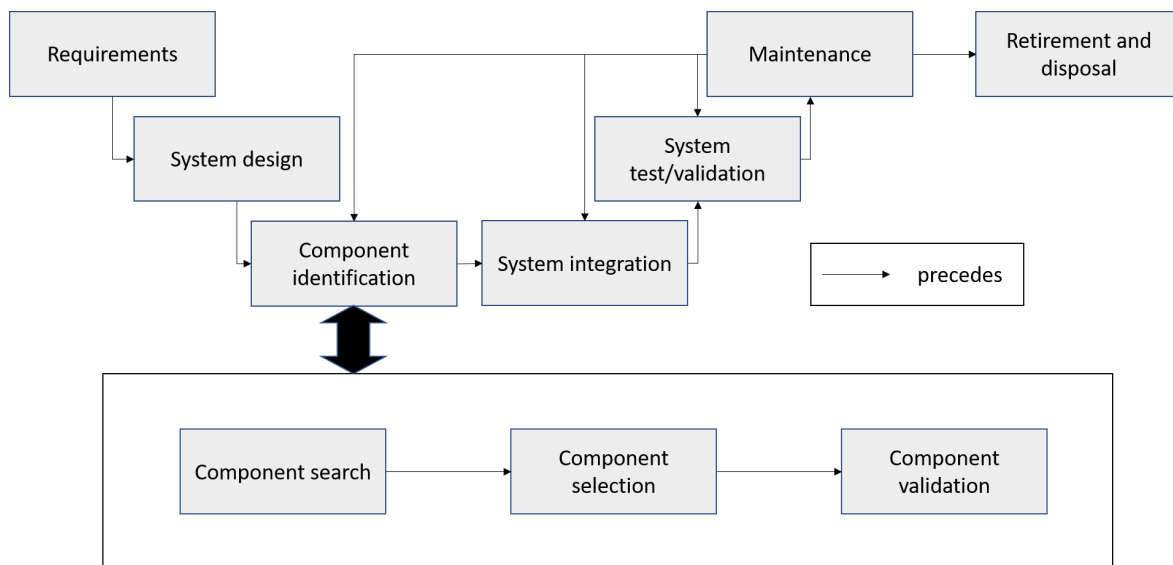 Requirements
Maintenance
Retirement and
disposal
System design
System
test/validation
Component
identification
System integration
precedes
Component search
Component
selection
Component
validation